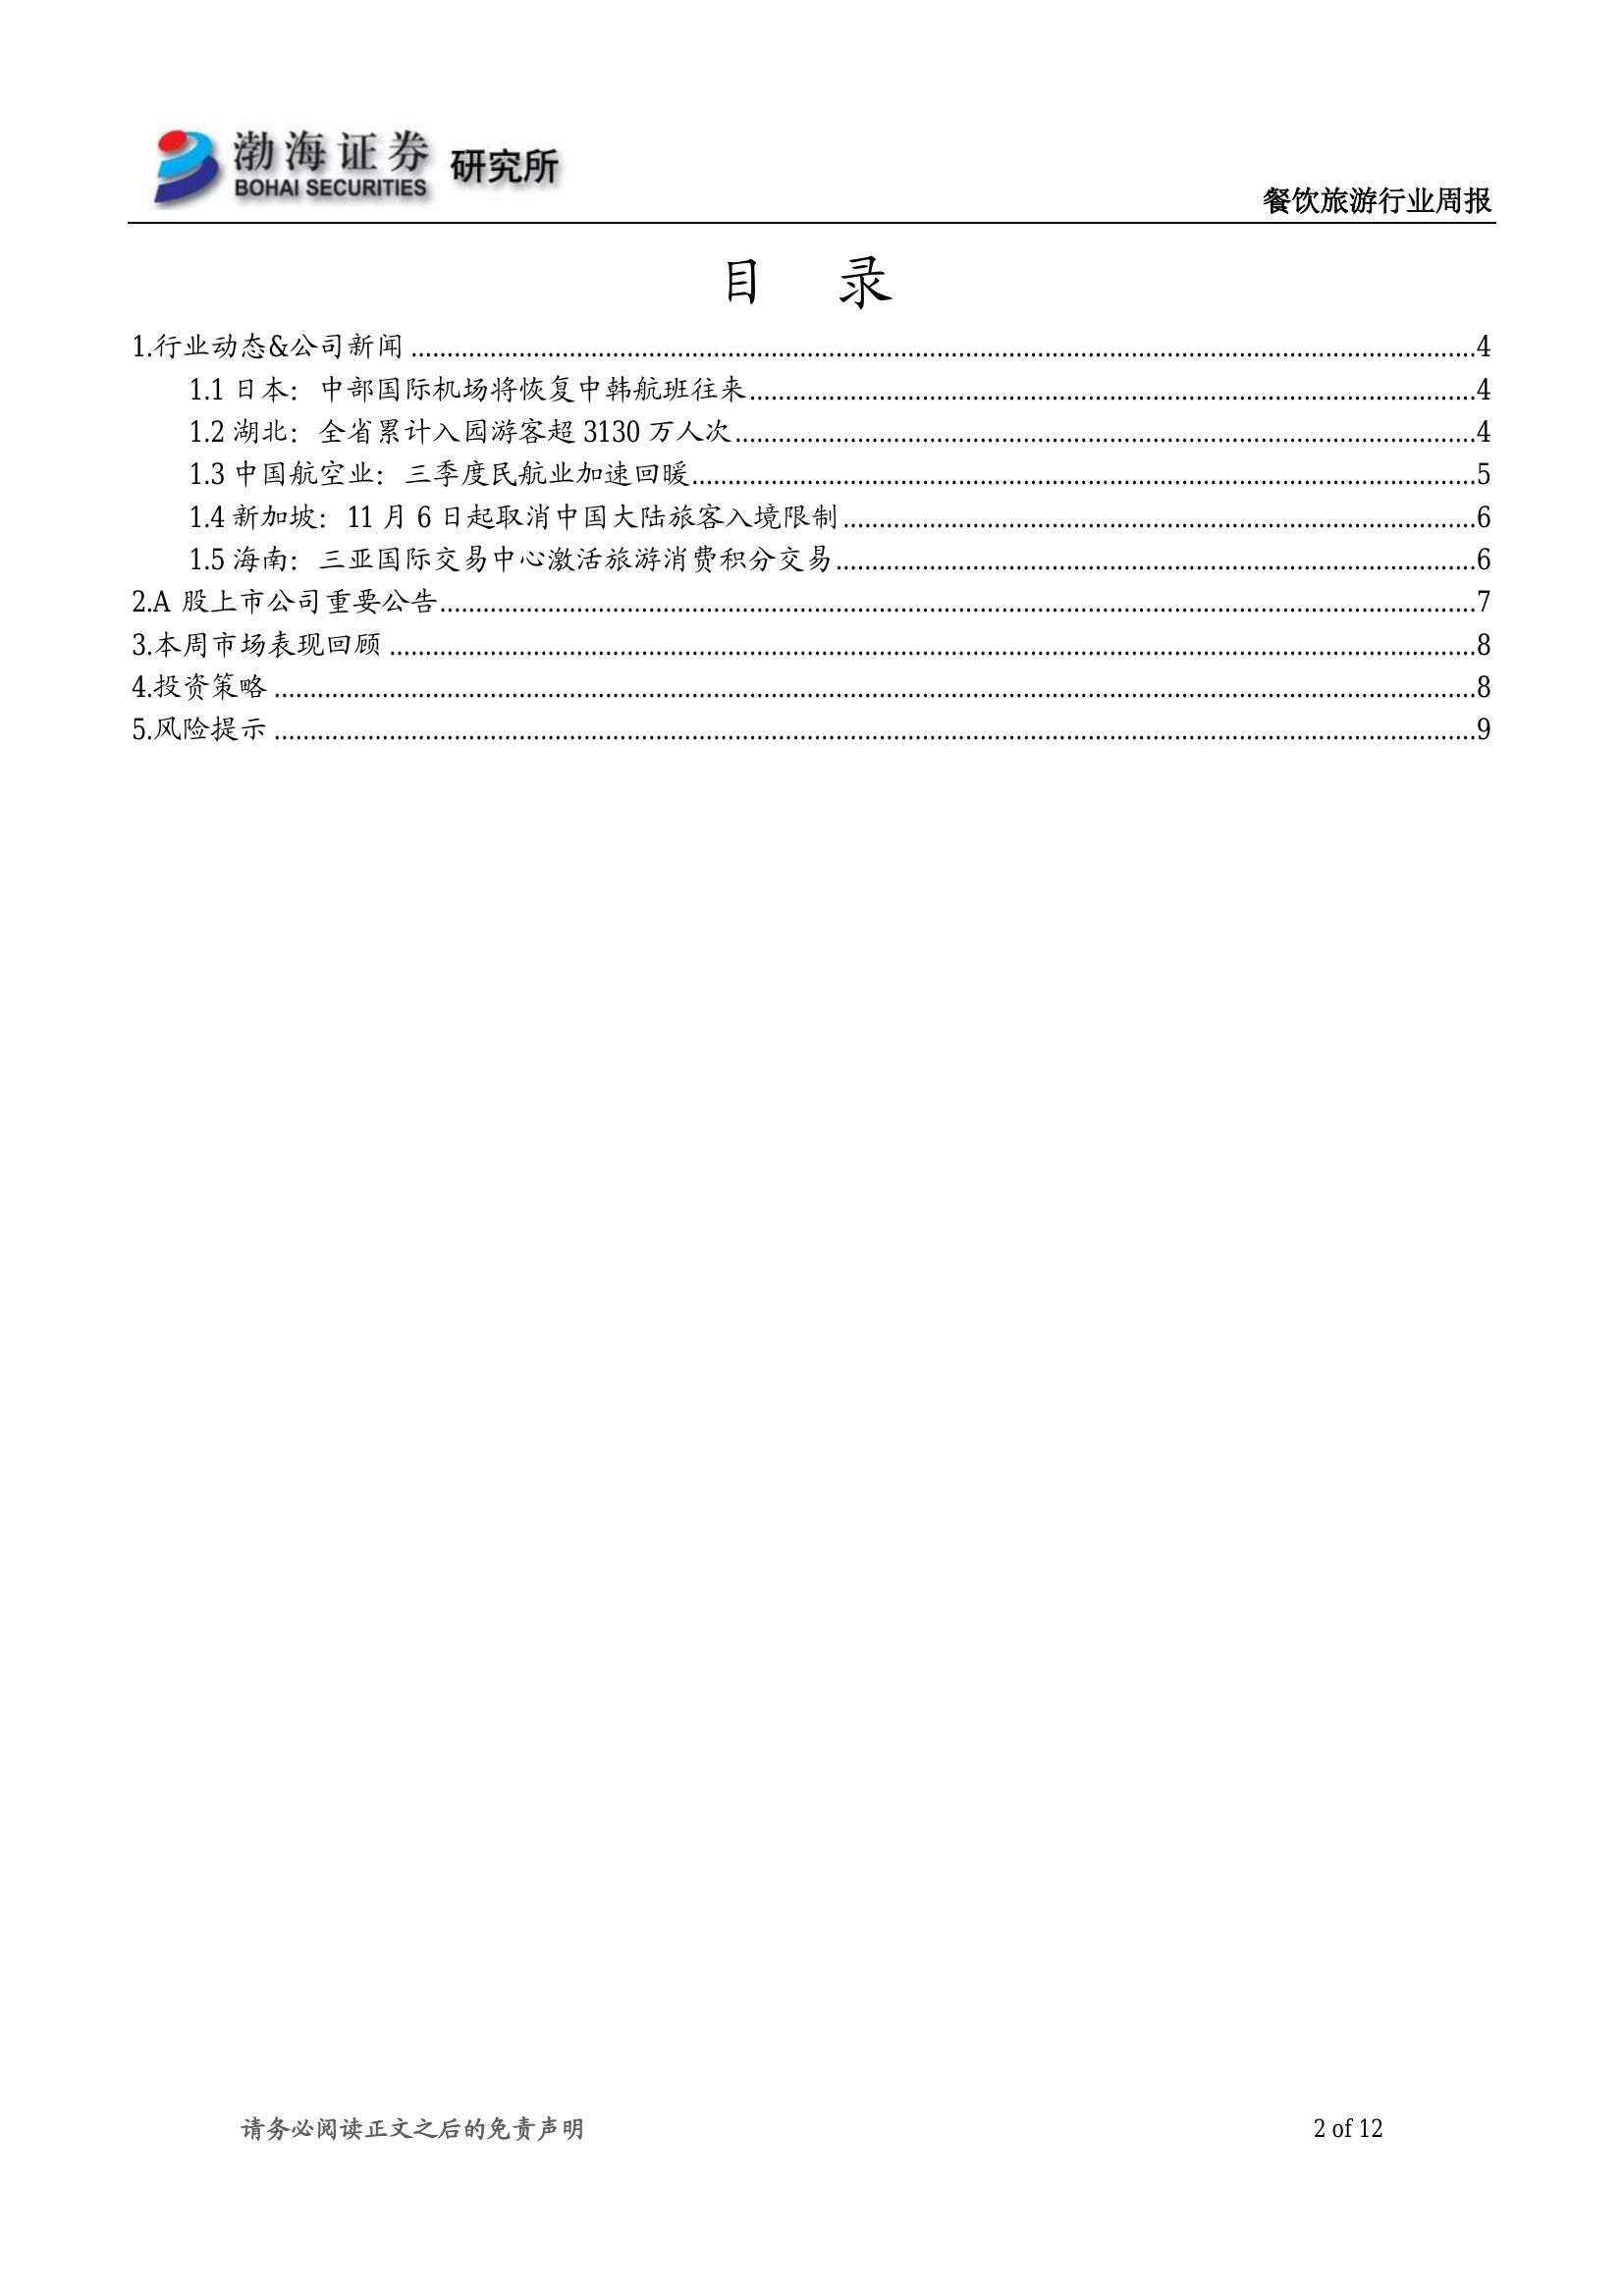 渤海证券 研究所
BOHAI SECURITIES
餐饮旅游行业周报
目 录
1.行业动态&公司新闻 ........................................................ 4
1.1 日本：中部国际机场将恢复中韩航班往来........................................................ 4
1.2 湖北：全省累计入园游客超 3130 万人次........................................................ 4
1.3 中国航空业：三季度民航业加速回暖........................................................ 5
1.4 新加坡：11 月 6 日起取消中国大陆旅客入境限制........................................................ 6
1.5 海南：三亚国际交易中心激活旅游消费积分交易........................................................ 6
2.A 股上市公司重要公告........................................................ 7
3.本周市场表现回顾 ........................................................ 8
4.投资策略 ........................................................ 8
5.风险提示 ........................................................ 9
请务必阅读正文之后的免责声明 2 of 12